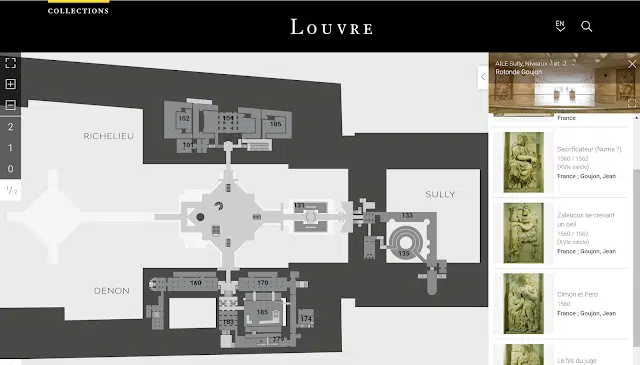 COLLECTIONS
LOUVRE
EN
RICHELIEU
102
104
105
101
SULLY
131
133
135
DENON
160
170
183
185
174
2
1
0
-1/-2
AILE Sully, Niveaux -1 et -2
Rotonde Goujon
France
Sacrificateur (Numa ?)
1560 / 1562
(XVIe siècle)
France ; Goujon, Jean
Zaleucus se crevant
un oeil
1560 / 1562
(XVIe siècle)
France ; Goujon, Jean
Cimon et Pero
1560
France ; Goujon, Jean
Le fils du juge